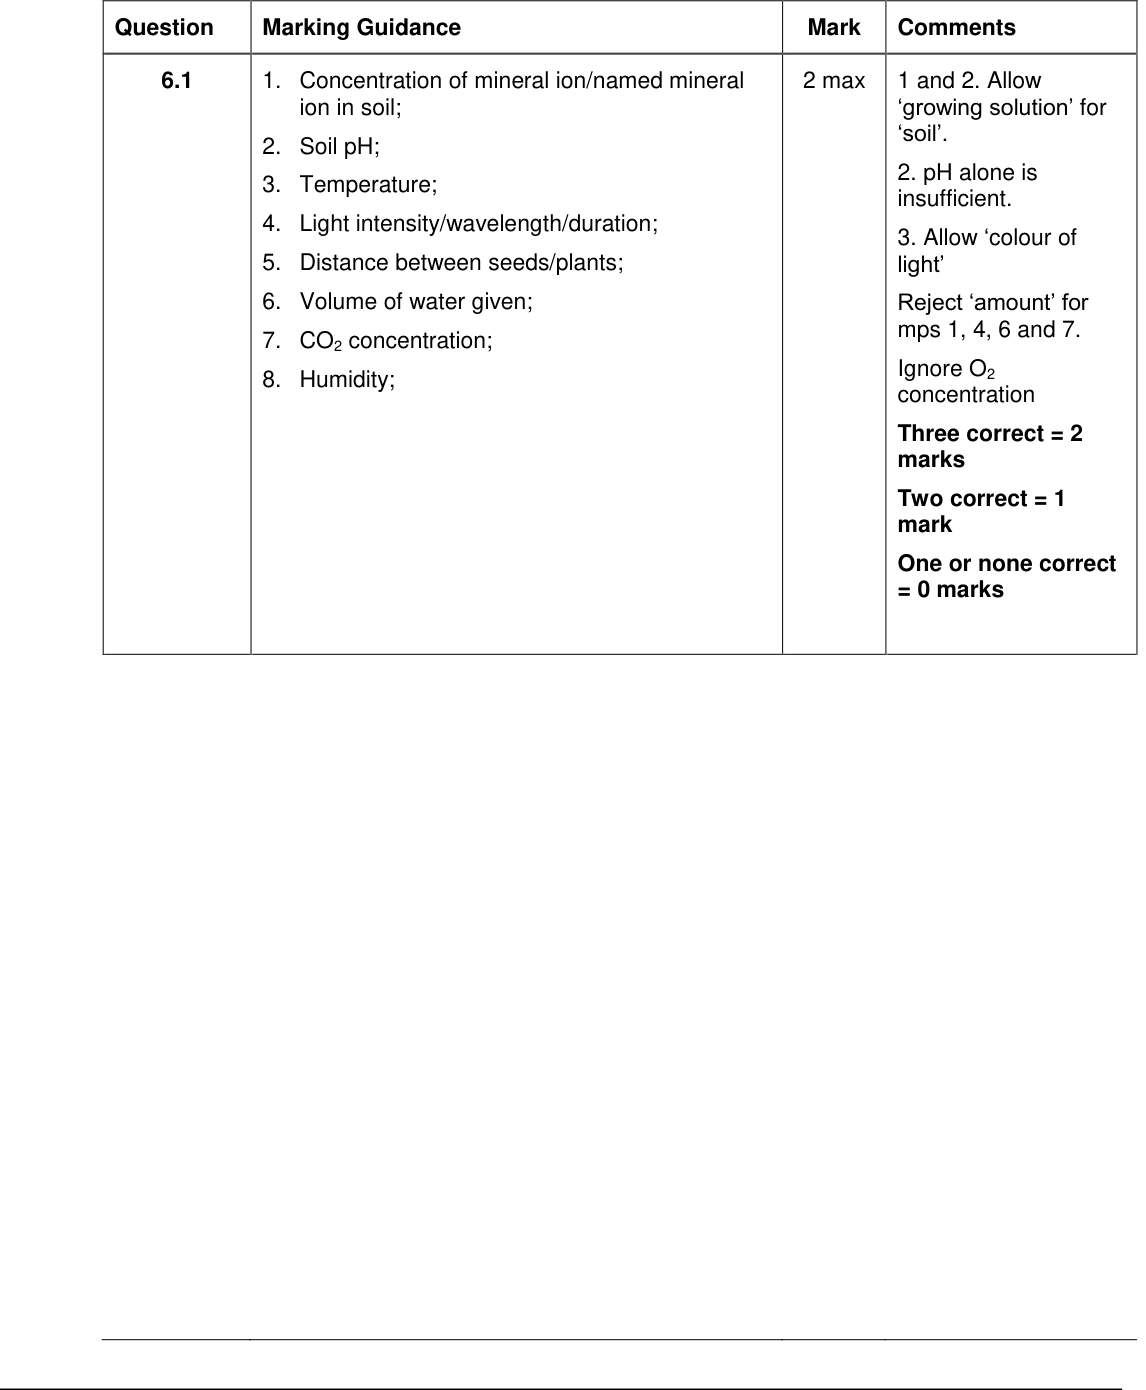 Question Marking Guidance Mark Comments
6.1 1. Concentration of mineral ion/named mineral 2 max 1 and 2. Allow
ion in soil; ‘growing solution’ for
‘soil’.
2. Soil pH;
2. pH alone is
insufficient.
3. Temperature;
4. Light intensity/wavelength/duration;
3. Allow ‘colour of
light’
5. Distance between seeds/plants;
6. Volume of water given;
Reject ‘amount’ for
mps 1, 4, 6 and 7.
7. CO₂ concentration;
Ignore O₂
concentration
8. Humidity;
Three correct = 2
marks
Two correct = 1
mark
One or none correct
= 0 marks